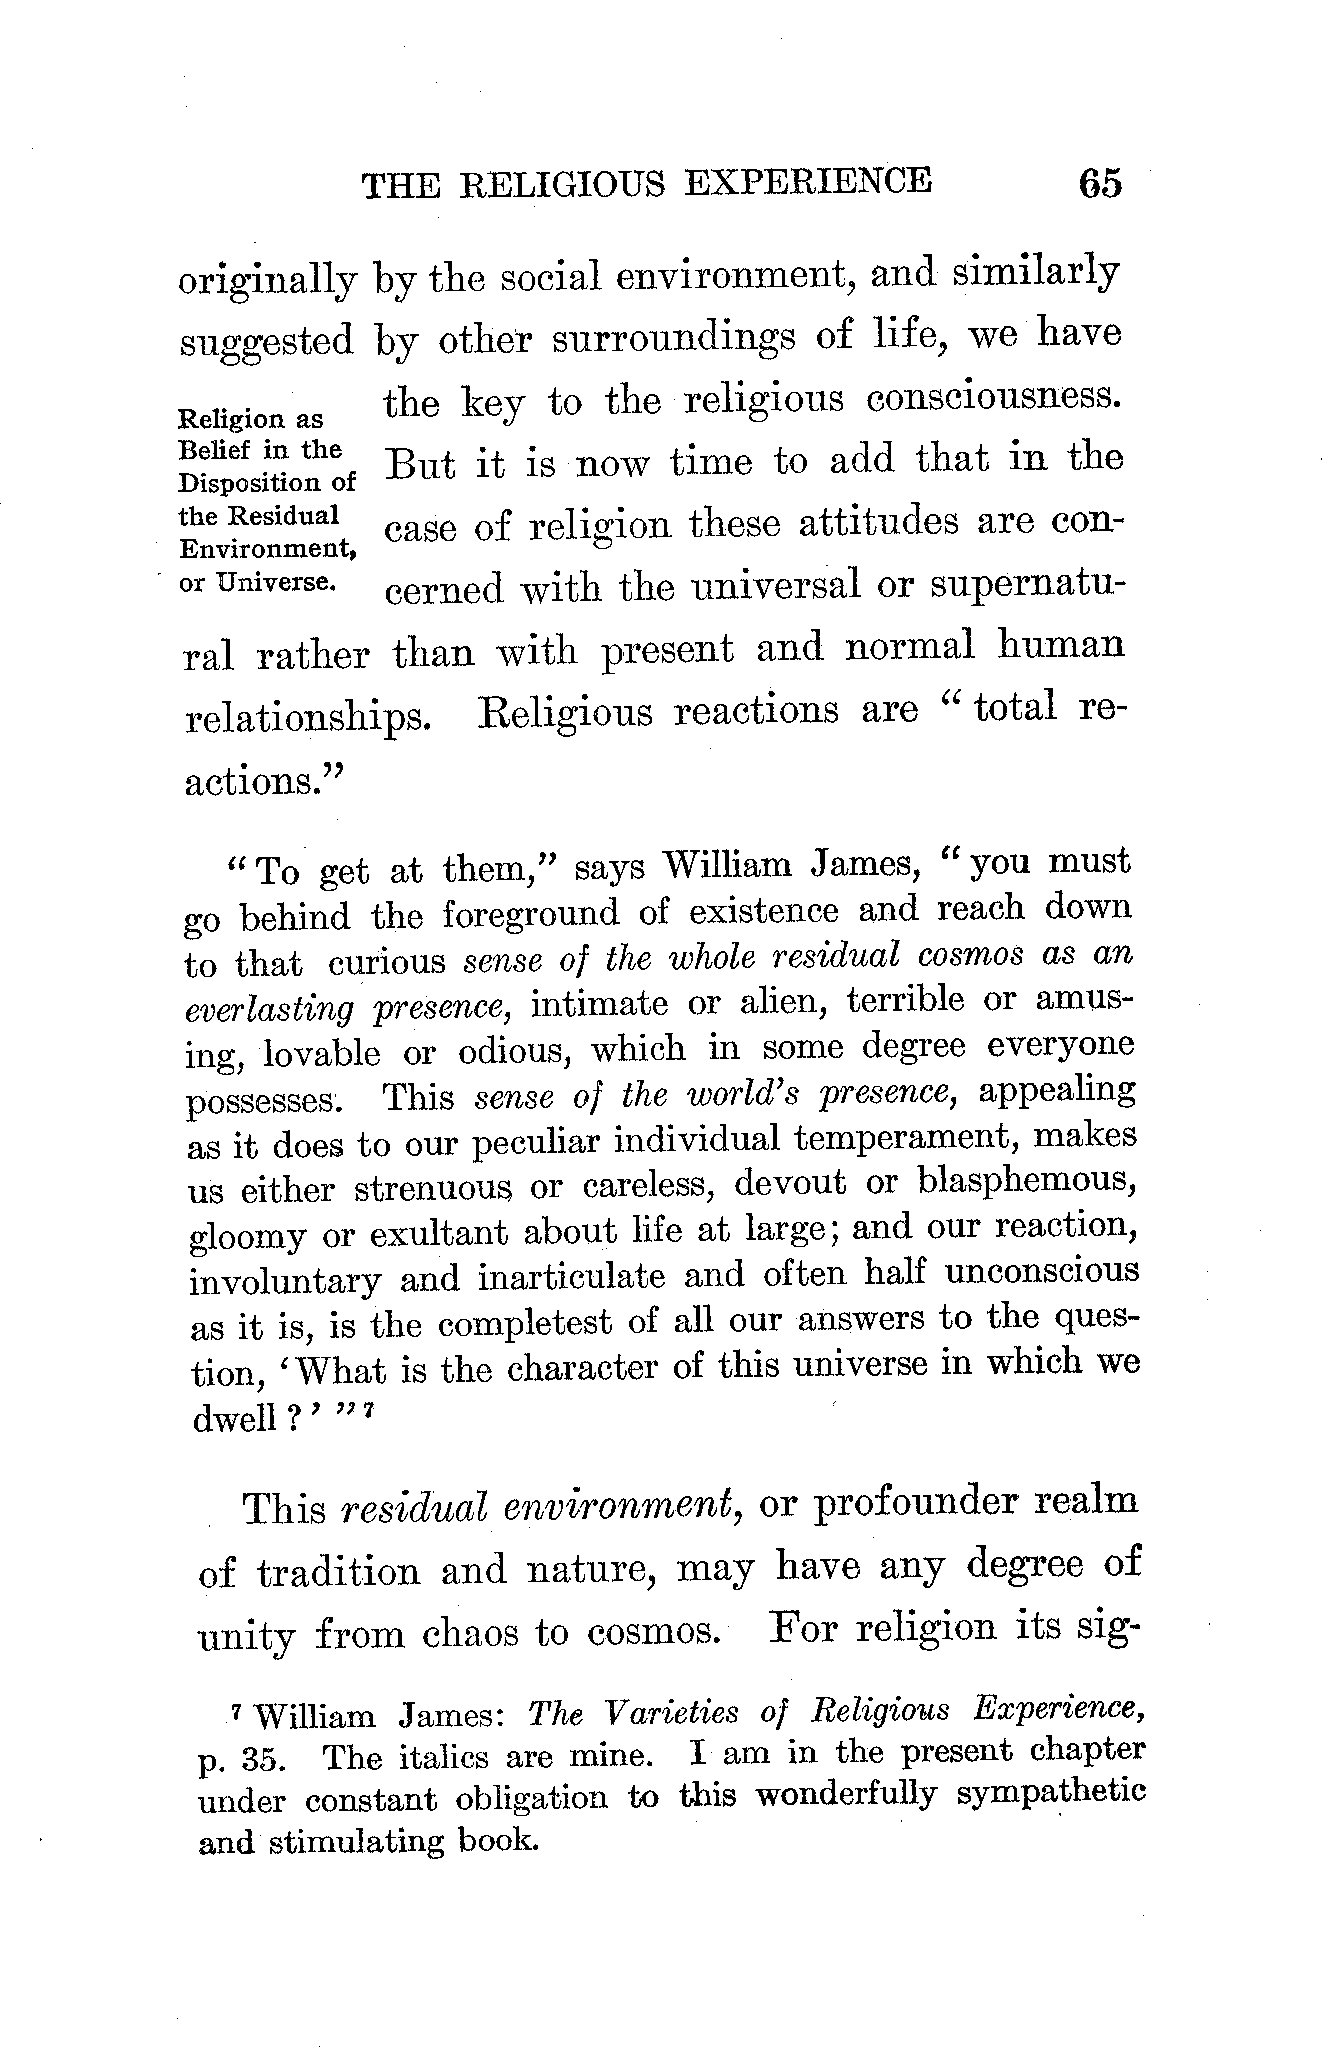 THE RELIGIOUS EXPERIENCE 65
originally by the social environment, and similarly
suggested by other surroundings of life, we have
Religion as
Belief in the
Disposition of
the Residual
Environment,
or Universe.
the key to the religious consciousness.
But it is now time to add that in the
case of religion these attitudes are con-
cerned with the universal or supernatu-
ral rather than with present and normal human
relationships. Religious reactions are “ total re-
actions.”
“ To get at them,” says William James, “ you must
go behind the foreground of existence and reach down
to that curious sense of the whole residual cosmos as an
everlasting presence, intimate or alien, terrible or amus-
ing, lovable or odious, which in some degree everyone
possesses. This sense of the world’s presence, appealing
as it does to our peculiar individual temperament, makes
us either strenuous or careless, devout or blasphemous,
gloomy or exultant about life at large; and our reaction,
involuntary and inarticulate and often half unconscious
as it is, is the completest of all our answers to the ques-
tion, ‘What is the character of this universe in which we
dwell ?’ ” 7
This residual environment, or profounder realm
of tradition and nature, may have any degree of
unity from chaos to cosmos. For religion its sig-
7 William James: The Varieties of Religious Experience,
p. 35. The italics are mine. I am in the present chapter
under constant obligation to this wonderfully sympathetic
and stimulating book.